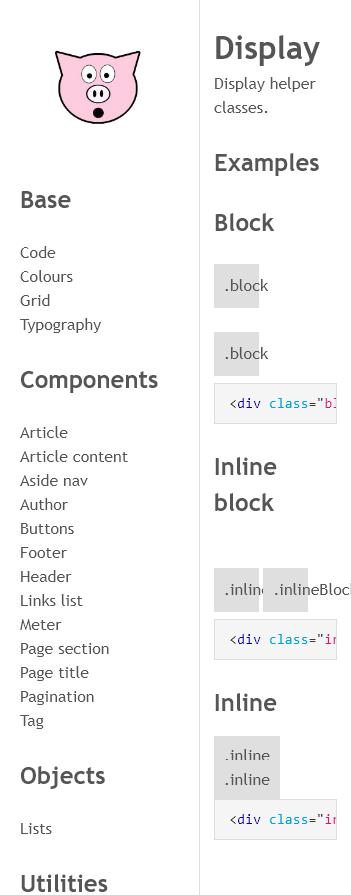 Base
Code
Colours
Grid
Typography
Components
Article
Article content
Aside nav
Author
Buttons
Footer
Header
Links list
Meter
Page section
Page title
Pagination
Tag
Objects
Lists
Utilities
Display
Display helper
classes.
Examples
Block
.block
.block
<div class="bl
Inline
block
.inline .inlineBloc
<div class="in
Inline
.inline
.inline
<div class="in